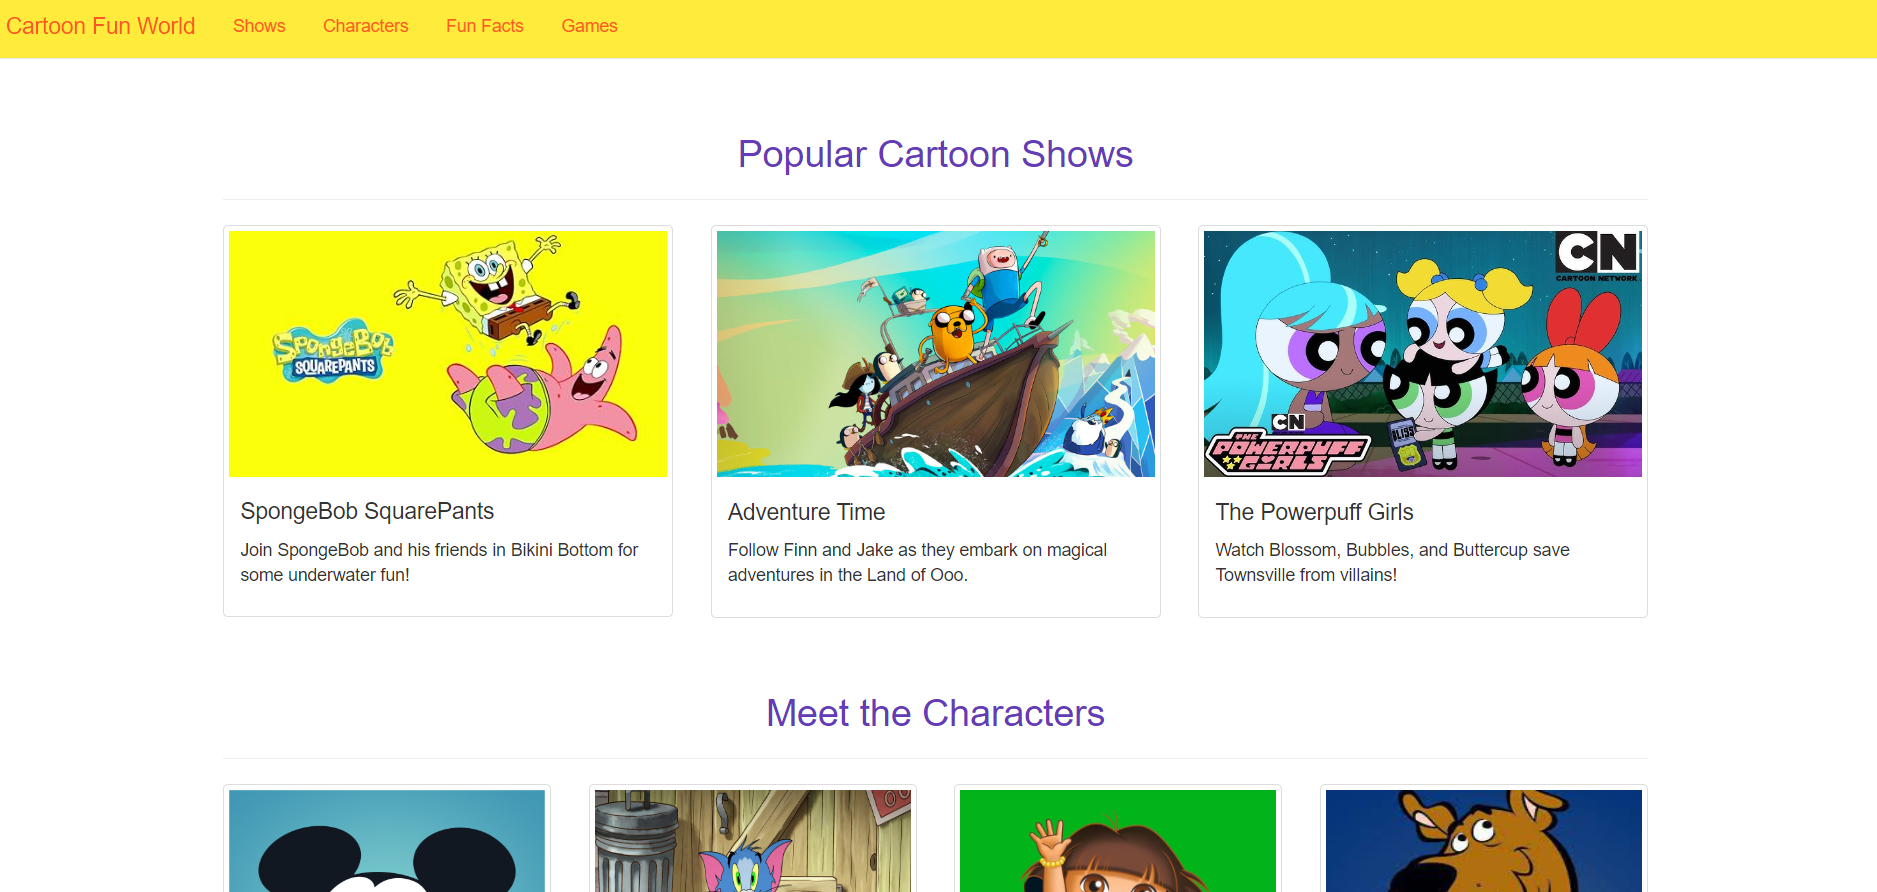 Cartoon Fun World
Shows
Characters
Fun Facts
Games
Popular Cartoon Shows
SpongeBob
SQUAREPANTS
CN
CARTOON NETWORK
CN
BLISS
THE
POWERPUFF
GIRLS
SpongeBob SquarePants
Join SpongeBob and his friends in Bikini Bottom for
some underwater fun!
Adventure Time
Follow Finn and Jake as they embark on magical
adventures in the Land of Ooo.
The Powerpuff Girls
Watch Blossom, Bubbles, and Buttercup save
Townsville from villains!
Meet the Characters